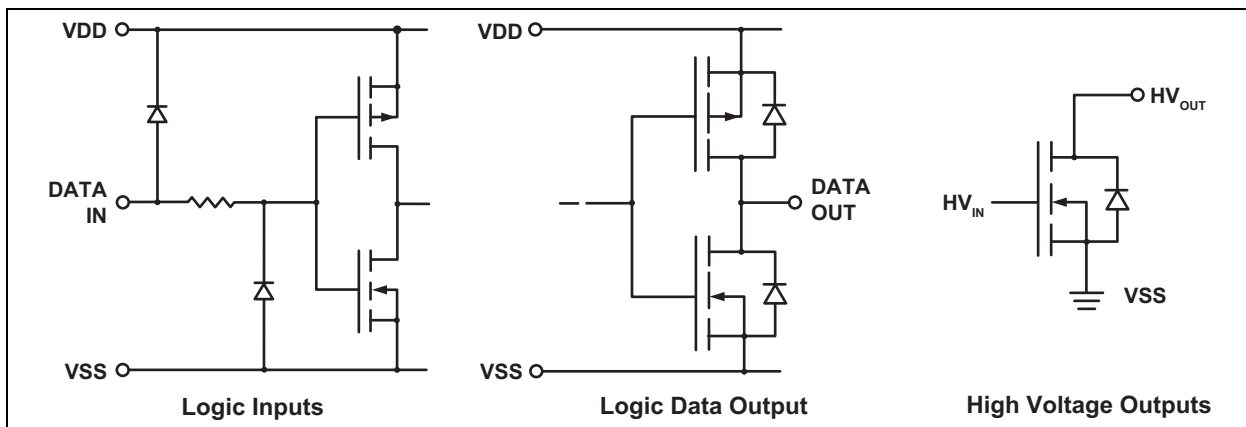 VDD
DATA
IN
VSS
Logic Inputs
VDD
DATA
OUT
VSS
Logic Data Output
HVOUT
HVIN
VSS
High Voltage Outputs